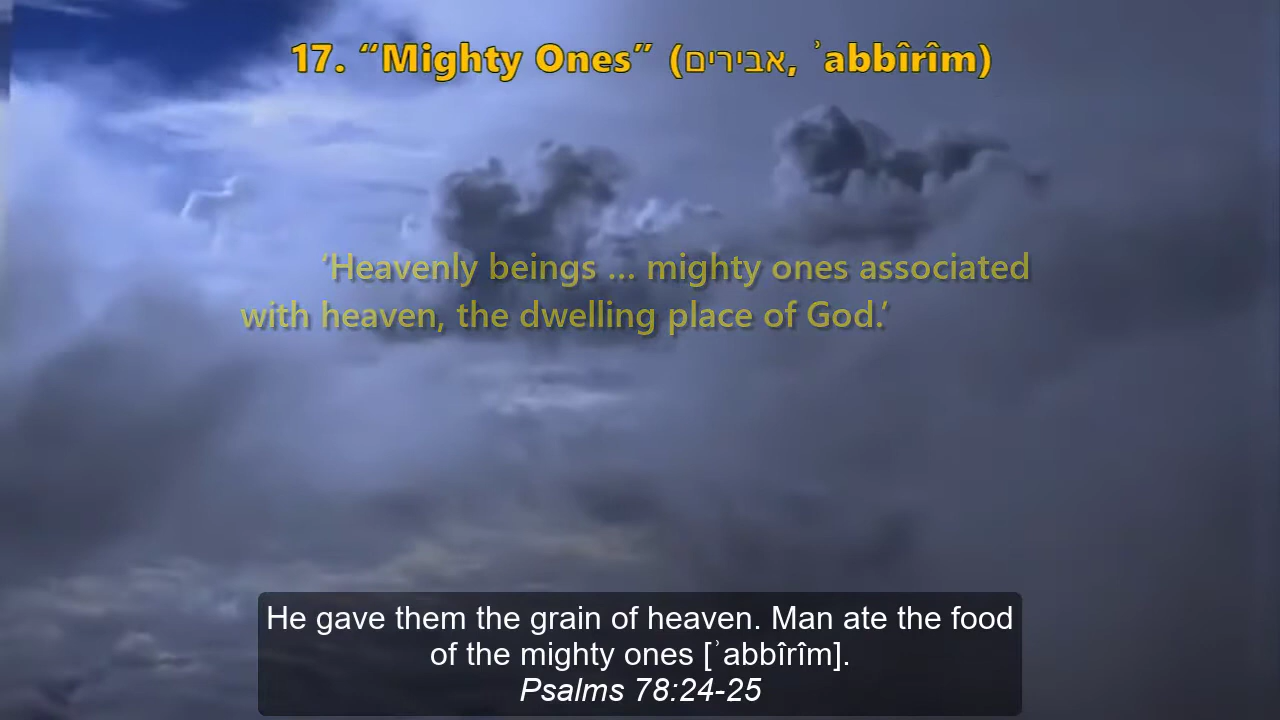 17. “Mighty Ones” (אבירים, ʾabbîrîm)
‘Heavenly beings ... mighty ones associated
with heaven, the dwelling place of God.’
He gave them the grain of heaven. Man ate the food
of the mighty ones [ʾabbîrîm].
Psalms 78:24-25